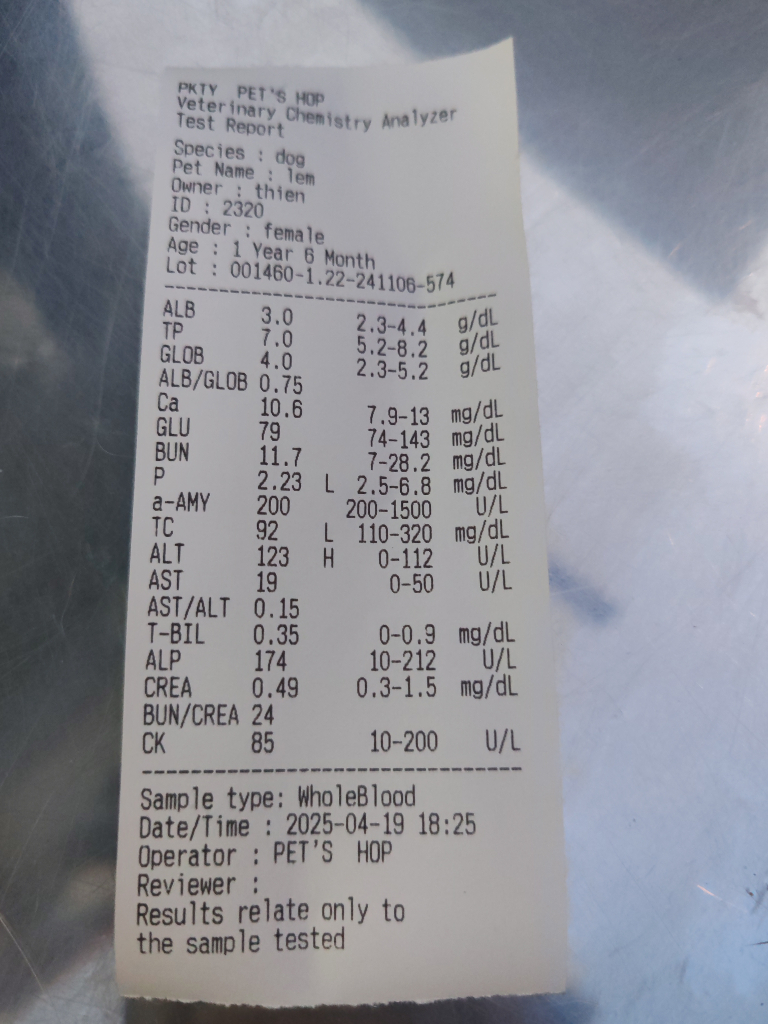 PKTY PET'S HOP
Veterinary Chemistry Analyzer
Test Report
Species : dog
Pet Name : lem
Owner : thien
ID : 2320
Gender : female
Age : 1 Year 6 Month
Lot : 001460-1.22-241106-574
ALB 3.0 2.3-4.4 g/dL
TP 7.0 5.2-8.2 g/dL
GLOB 4.0 2.3-5.2 g/dL
ALB/GLOB 0.75
Ca 10.6 7.9-13 mg/dL
GLU 79 74-143 mg/dL
BUN 11.7 7-28.2 mg/dL
P 2.23 L 2.5-6.8 mg/dL
a-AMY 200 200-1500 U/L
TC 92 L 110-320 mg/dL
ALT 123 H 0-112 U/L
AST 19 0-50 U/L
AST/ALT 0.15
T-BIL 0.35 0-0.9 mg/dL
ALP 174 10-212 U/L
CREA 0.49 0.3-1.5 mg/dL
BUN/CREA 24
CK 85 10-200 U/L
Sample type: WholeBlood
Date/Time : 2025-04-19 18:25
Operator : PET'S HOP
Reviewer :
Results relate only to
the sample tested